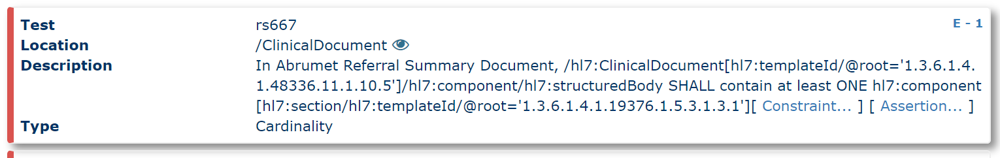 Test rs667 E - 1
Location /ClinicalDocument
Description In Abrumet Referral Summary Document, /hl7:ClinicalDocument[hl7:templateId/@root='1.3.6.1.4.
1.48336.11.1.10.5']/hl7:component/hl7:structuredBody SHALL contain at least ONE hl7:component
[hl7:section/hl7:templateId/@root='1.3.6.1.4.1.19376.1.5.3.1.3.1'][ Constraint... ] [ Assertion... ]
Type Cardinality